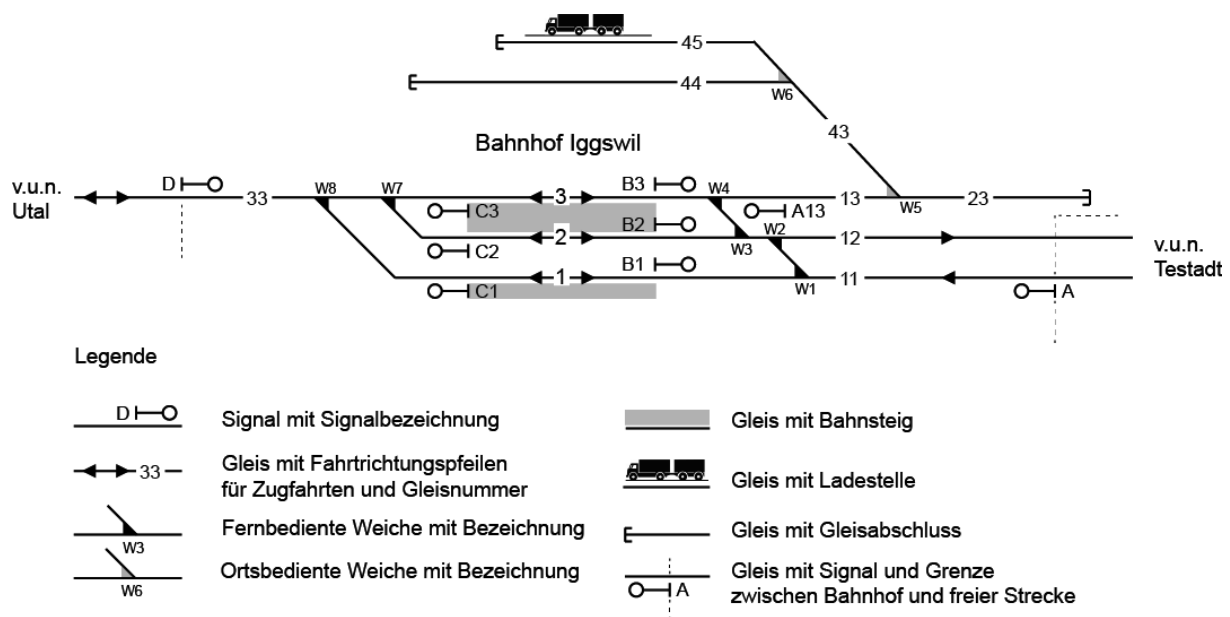 45
44
W6
43
Bahnhof Iggswil
v.u.n.
Utal
D
33
W8
W7
3
B3
W4
13
W5
23
C3
A13
B2
W2
C2
2
W3
12
v.u.n.
Testadt
B1
1
C1
W1
11
A
Legende
D
Signal mit Signalbezeichnung
33
Gleis mit Fahrtrichtungspfeilen
für Zugfahrten und Gleisnummer
W3
Fernbediente Weiche mit Bezeichnung
W6
Ortsbediente Weiche mit Bezeichnung
Gleis mit Bahnsteig
Gleis mit Ladestelle
Gleis mit Gleisabschluss
A
Gleis mit Signal und Grenze
zwischen Bahnhof und freier Strecke